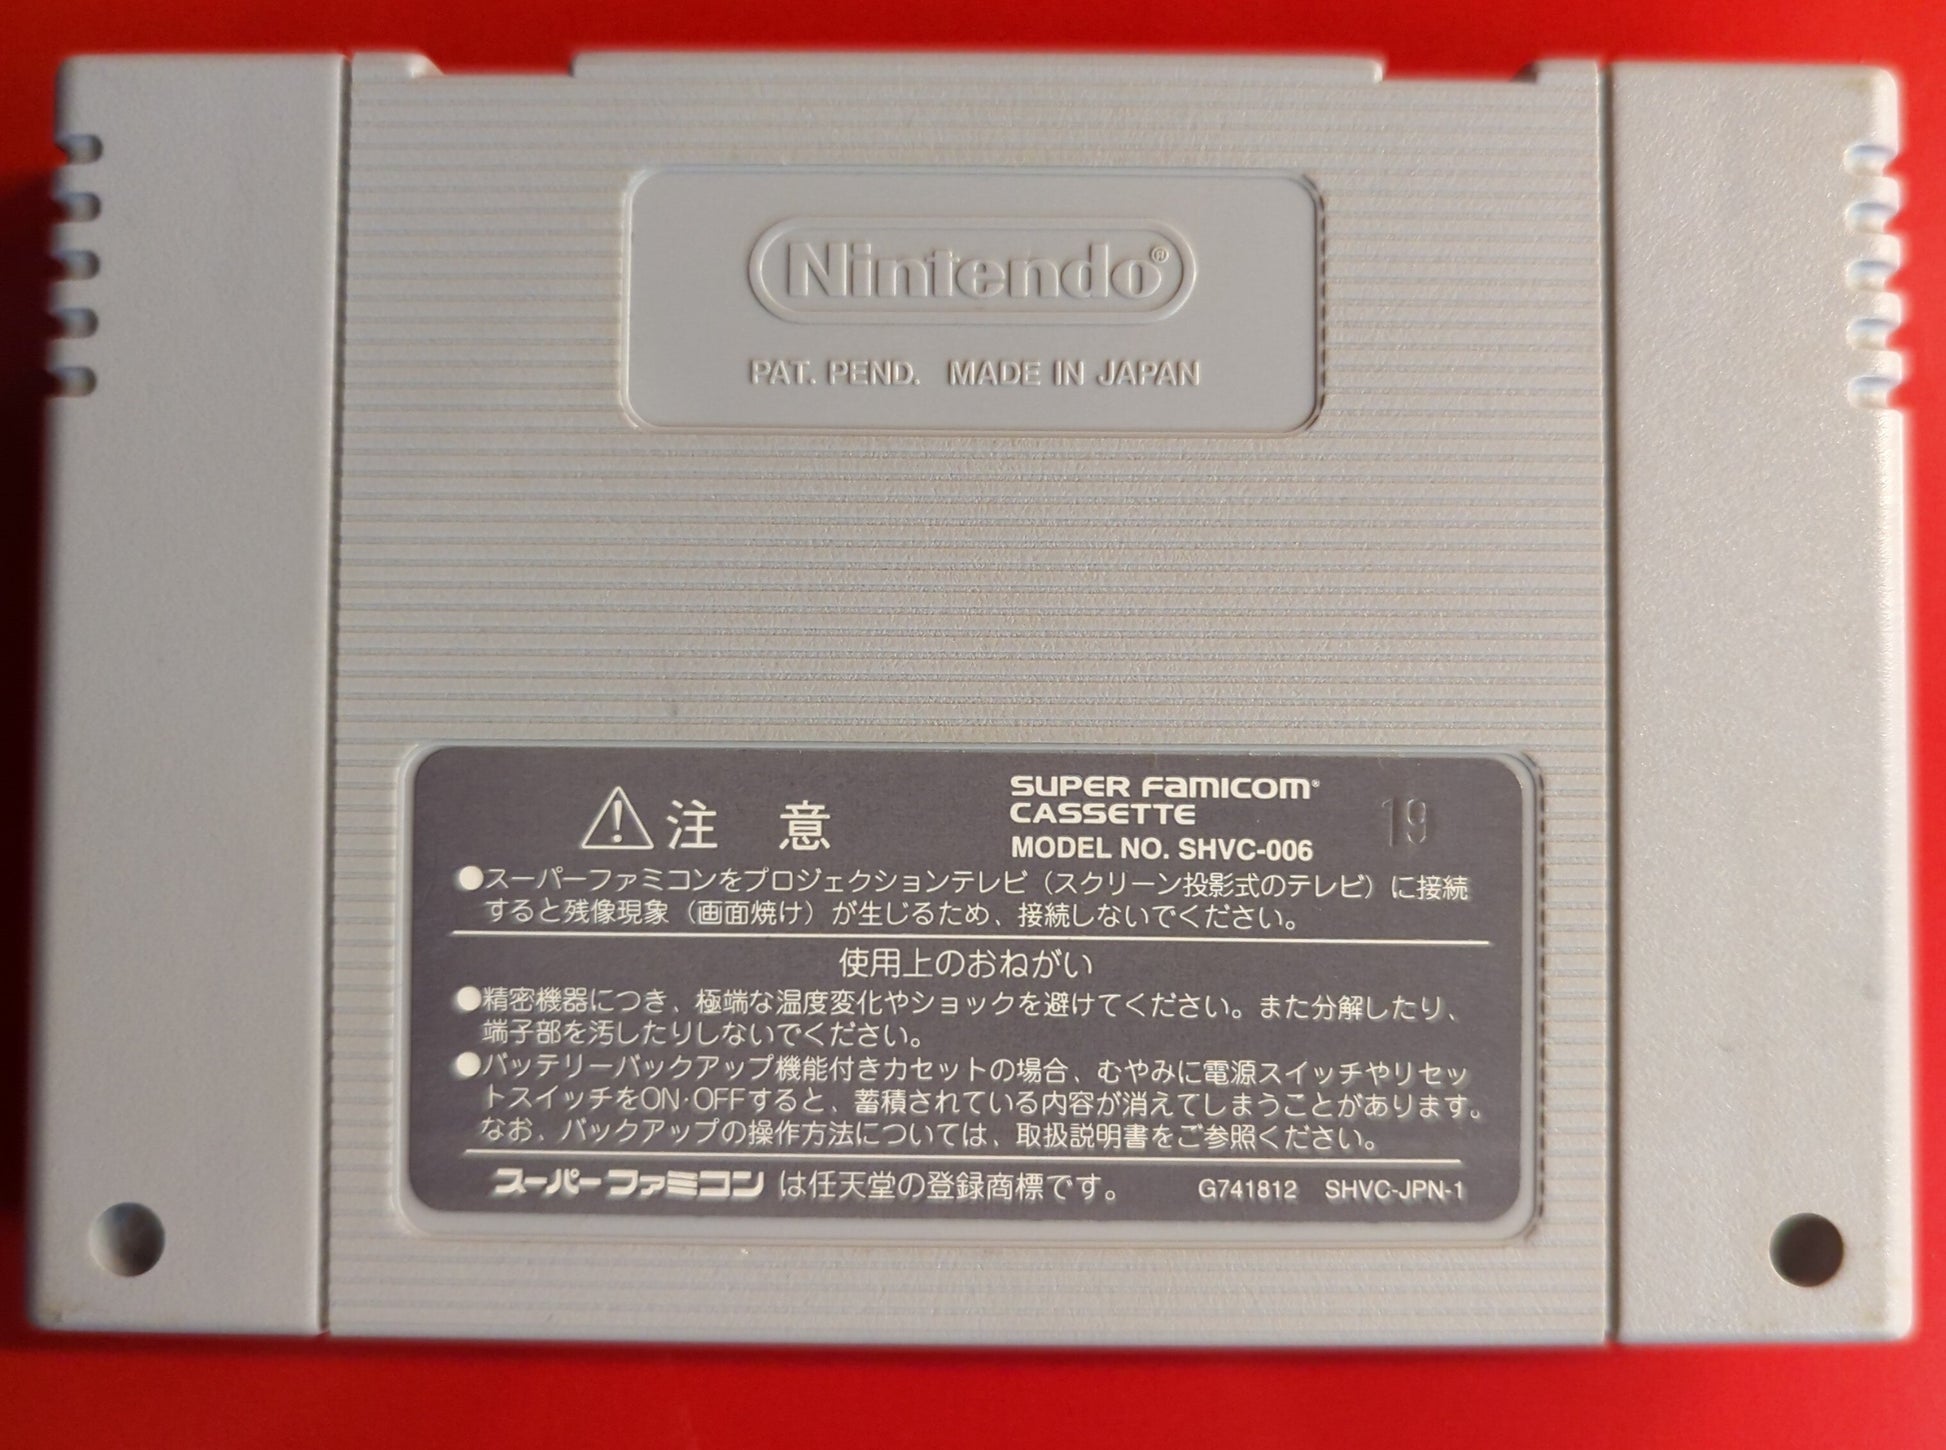 Nintendo®
PAT. PEND. MADE IN JAPAN
注 意
SUPER FAMICOM®
CASSETTE
MODEL NO. SHVC-006
19
●スーパーファミコンをプロジェクションテレビ（スクリーン投影式のテレビ）に接続
すると残像現象（画面焼け）が生じるため、接続しないでください。
使用上のおねがい
●精密機器につき、極端な温度変化やショックを避けてください。また分解したり、
端子部を汚したりしないでください。
●バッテリーバックアップ機能付きカセットの場合、むやみに電源スイッチやリセッ
トスイッチをON·OFFすると、蓄積されている内容が消えてしまうことがあります。
なお、バックアップの操作方法については、取扱説明書をご参照ください。
スーパーファミコン は任天堂の登録商標です。 G741812 SHVC-JPN-1